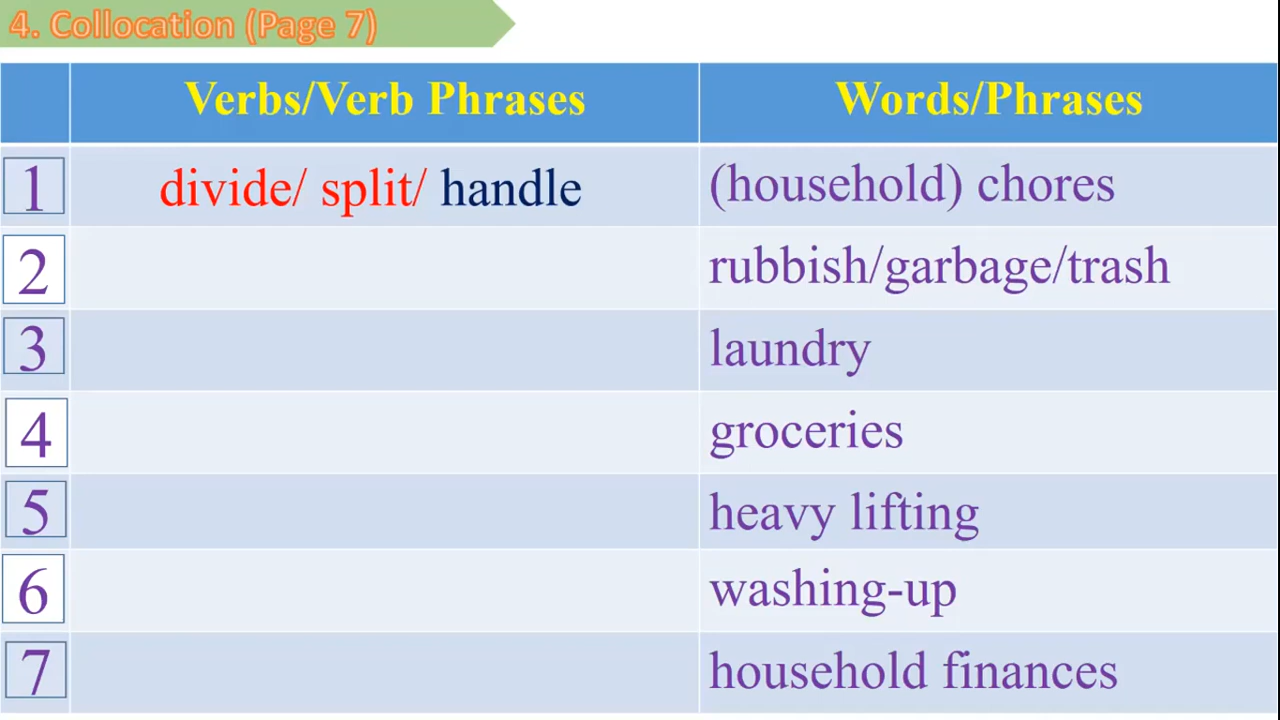 4. Collocation (Page 7)
Verbs/Verb Phrases Words/Phrases
1 divide/ split/ handle (household) chores
2 rubbish/garbage/trash
3 laundry
4 groceries
5 heavy lifting
6 washing-up
7 household finances